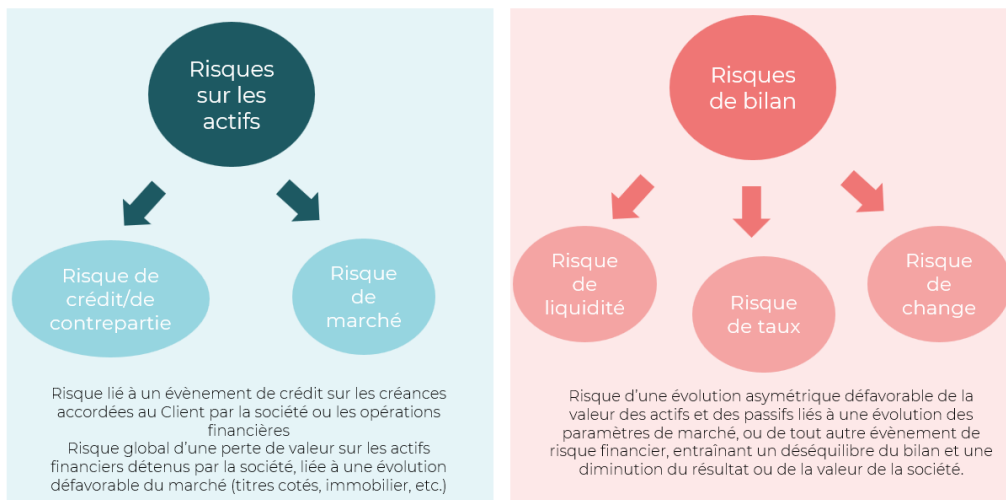 Risques
sur les
actifs
Risque de
crédit/de
contrepartie
Risque
de
marché
Risque lié à un évènement de crédit sur les créances
accordées au Client par la société ou les opérations
financières
Risque global d’une perte de valeur sur les actifs
financiers détenus par la société, liée à une évolution
défavorable du marché (titres cotés, immobilier, etc.)
Risques
de bilan
Risque
de
liquidité
Risque
de taux
Risque
de
change
Risque d’une évolution asymétrique défavorable de la
valeur des actifs et des passifs liés à une évolution des
paramètres de marché, ou de tout autre évènement de
risque financier, entraînant un déséquilibre du bilan et une
diminution du résultat ou de la valeur de la société.